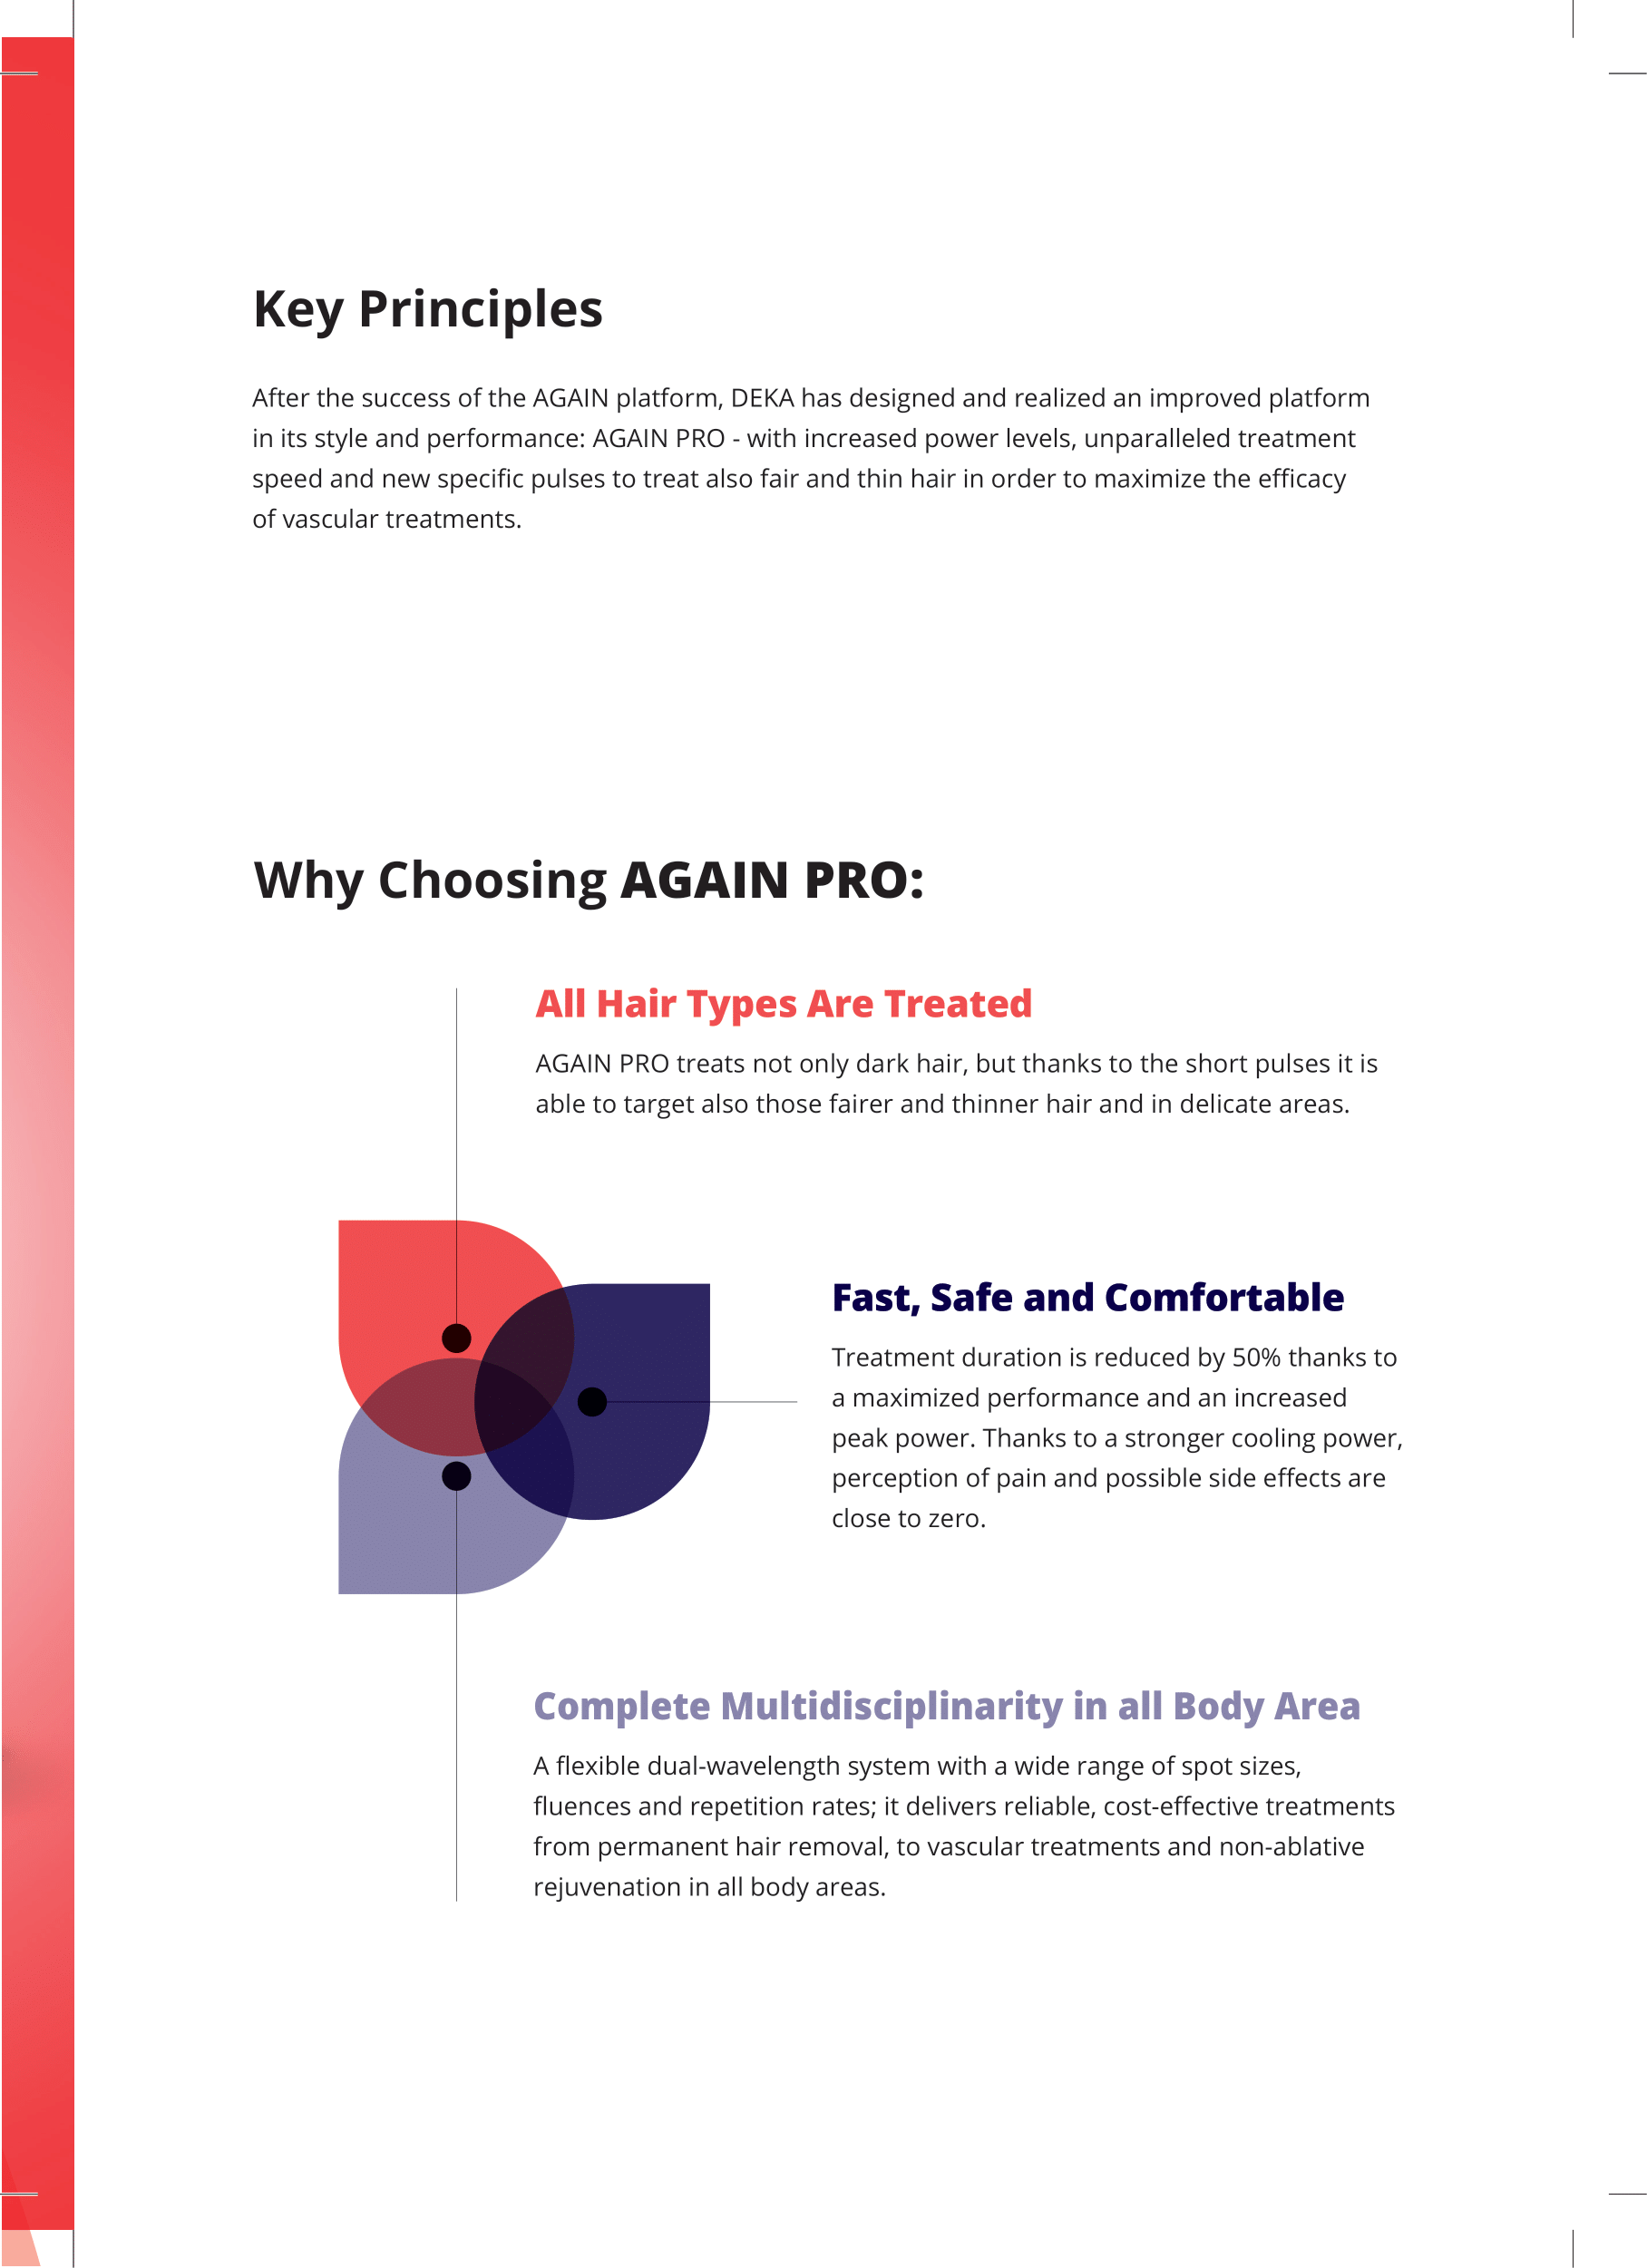 Key Principles
After the success of the AGAIN platform, DEKA has designed and realized an improved platform
in its style and performance: AGAIN PRO - with increased power levels, unparalleled treatment
speed and new specific pulses to treat also fair and thin hair in order to maximize the efficacy
of vascular treatments.
Why Choosing AGAIN PRO:
All Hair Types Are Treated
AGAIN PRO treats not only dark hair, but thanks to the short pulses it is
able to target also those fairer and thinner hair and in delicate areas.
Fast, Safe and Comfortable
Treatment duration is reduced by 50% thanks to
a maximized performance and an increased
peak power. Thanks to a stronger cooling power,
perception of pain and possible side effects are
close to zero.
Complete Multidisciplinarity in all Body Area
A flexible dual-wavelength system with a wide range of spot sizes,
fluences and repetition rates; it delivers reliable, cost-effective treatments
from permanent hair removal, to vascular treatments and non-ablative
rejuvenation in all body areas.